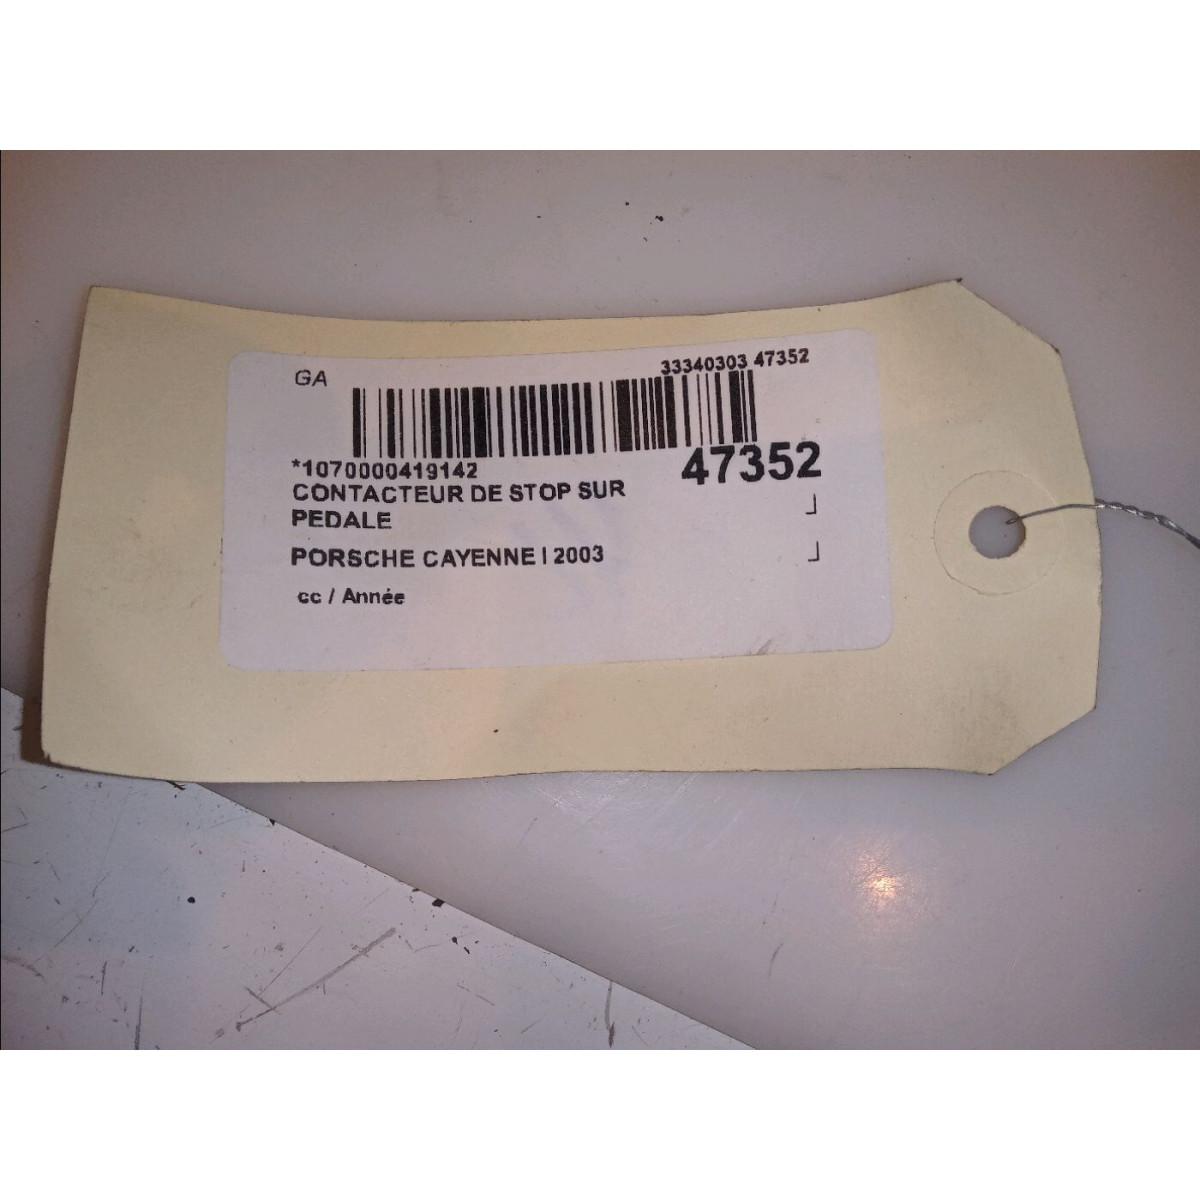 GA
33340303 47352
*1070000419142
47352
CONTACTEUR DE STOP SUR
PEDALE
PORSCHE CAYENNE I 2003
cc / Année